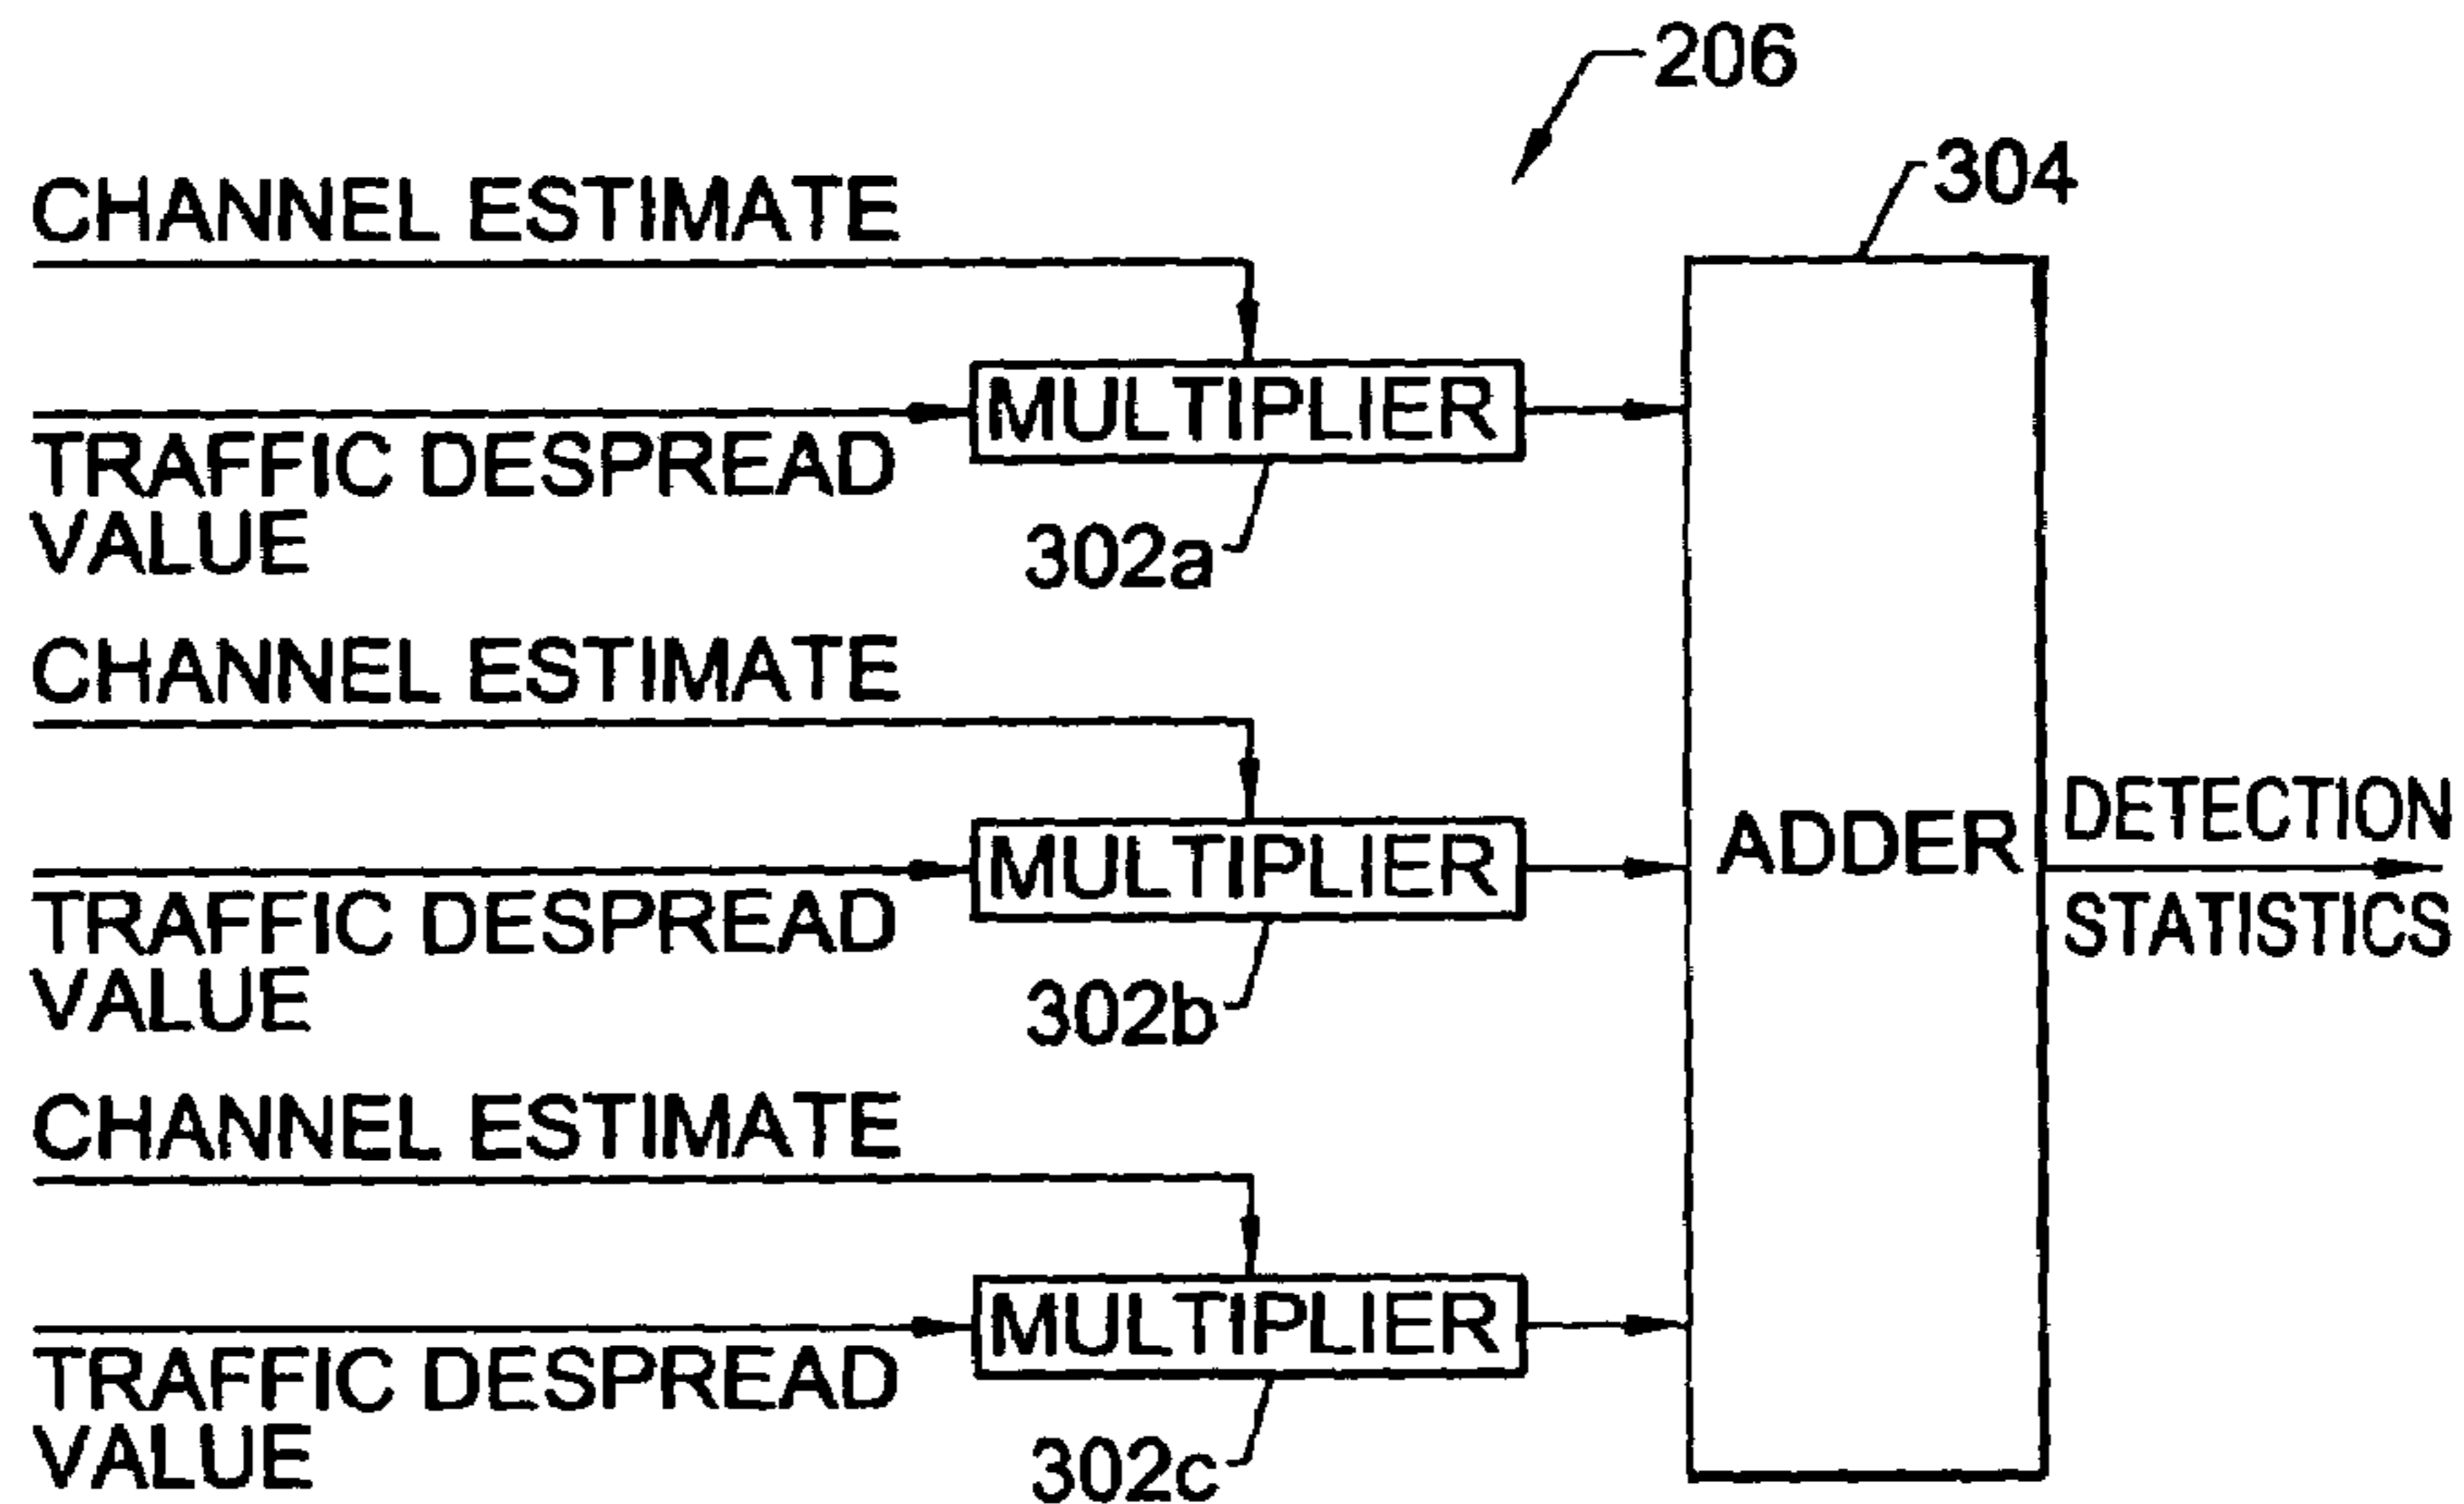 206
304
CHANNEL ESTIMATE
MULTIPLIER
TRAFFIC DESPREAD
VALUE
302a
CHANNEL ESTIMATE
MULTIPLIER
TRAFFIC DESPREAD
VALUE
302b
ADDER
DETECTION
STATISTICS
CHANNEL ESTIMATE
MULTIPLIER
TRAFFIC DESPREAD
VALUE
302c